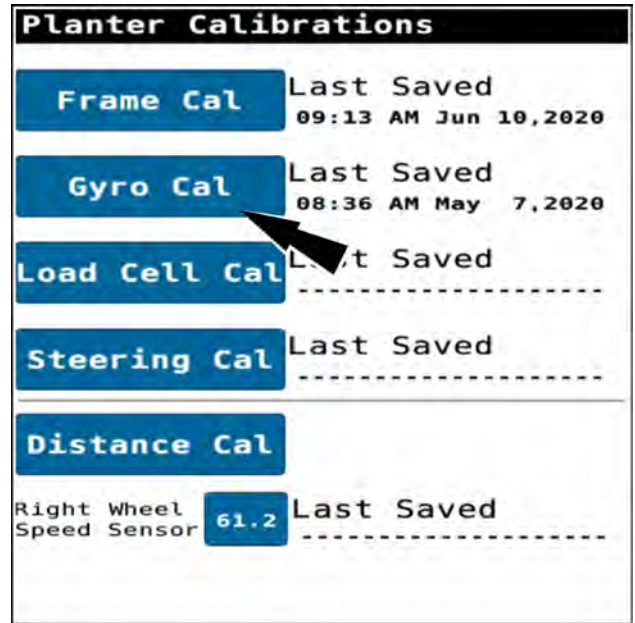 Planter Calibrations
Frame Cal
Last Saved
09:13 AM Jun 10,2020
Gyro Cal
Last Saved
08:36 AM May 7,2020
Load Cell Cal
Last Saved
--------------------
Steering Cal
Last Saved
--------------------
Distance Cal
Right Wheel
Speed Sensor
61.2
Last Saved
--------------------